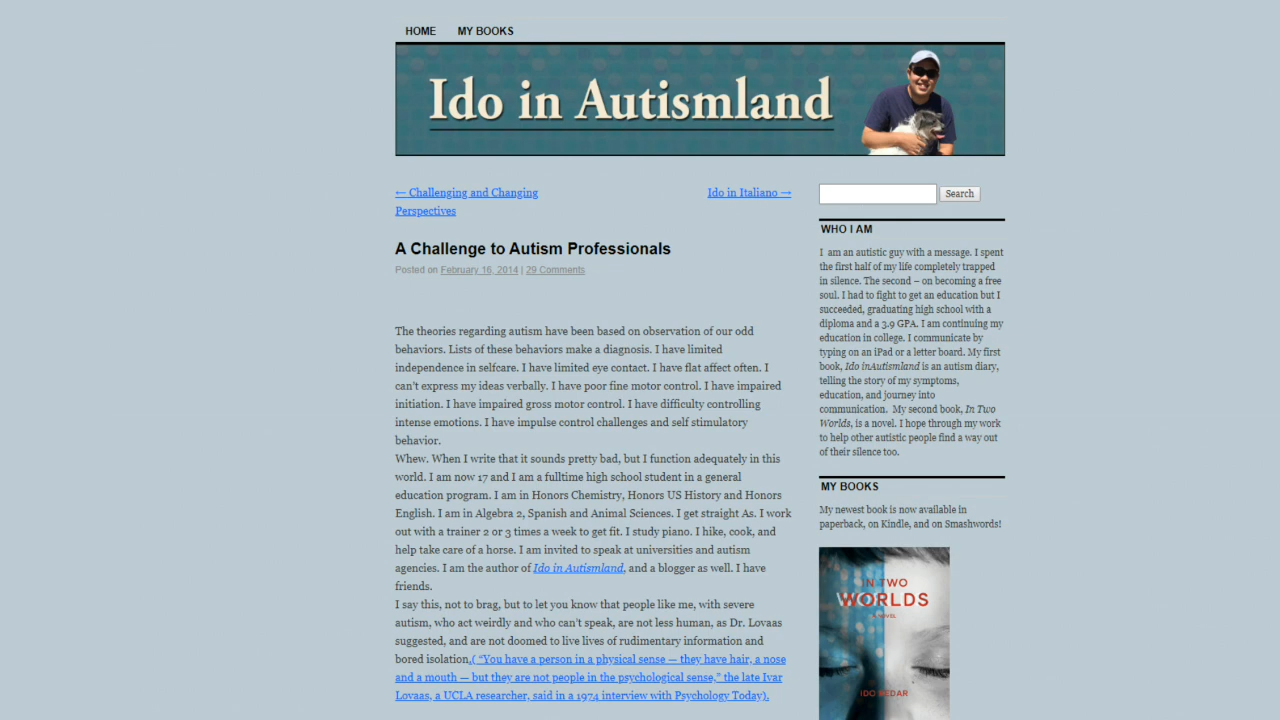 HOME MY BOOKS
Ido in Autismland
← Challenging and Changing
Perspectives
Ido in Italiano →
A Challenge to Autism Professionals
Posted on February 16, 2014 | 29 Comments
The theories regarding autism have been based on observation of our odd
behaviors. Lists of these behaviors make a diagnosis. I have limited
independence in selfcare. I have limited eye contact. I have flat affect often. I
can't express my ideas verbally. I have poor fine motor control. I have impaired
initiation. I have impaired gross motor control. I have difficulty controlling
intense emotions. I have impulse control challenges and self stimulatory
behavior.
Whew. When I write that it sounds pretty bad, but I function adequately in this
world. I am now 17 and I am a fulltime high school student in a general
education program. I am in Honors Chemistry, Honors US History and Honors
English. I am in Algebra 2, Spanish and Animal Sciences. I get straight As. I work
out with a trainer 2 or 3 times a week to get fit. I study piano. I hike, cook, and
help take care of a horse. I am invited to speak at universities and autism
agencies. I am the author of Ido in Autismland, and a blogger as well. I have
friends.
I say this, not to brag, but to let you know that people like me, with severe
autism, who act weirdly and who can't speak, are not less human, as Dr. Lovaas
suggested, and are not doomed to live lives of rudimentary information and
bored isolation.( "You have a person in a physical sense — they have hair, a nose
and a mouth — but they are not people in the psychological sense," the late Ivar
Lovaas, a UCLA researcher, said in a 1974 interview with Psychology Today).
Search
WHO I AM
I am an autistic guy with a message. I spent
the first half of my life completely trapped
in silence. The second – on becoming a free
soul. I had to fight to get an education but I
succeeded, graduating high school with a
diploma and a 3.9 GPA. I am continuing my
education in college. I communicate by
typing on an iPad or a letter board. My first
book, Ido inAutismland is an autism diary,
telling the story of my symptoms,
education, and journey into
communication. My second book, In Two
Worlds, is a novel. I hope through my work
to help other autistic people find a way out
of their silence too.
MY BOOKS
My newest book is now available in
paperback, on Kindle, and on Smashwords!
IN TWO
WORLDS
A NOVEL
IDO KEDAR